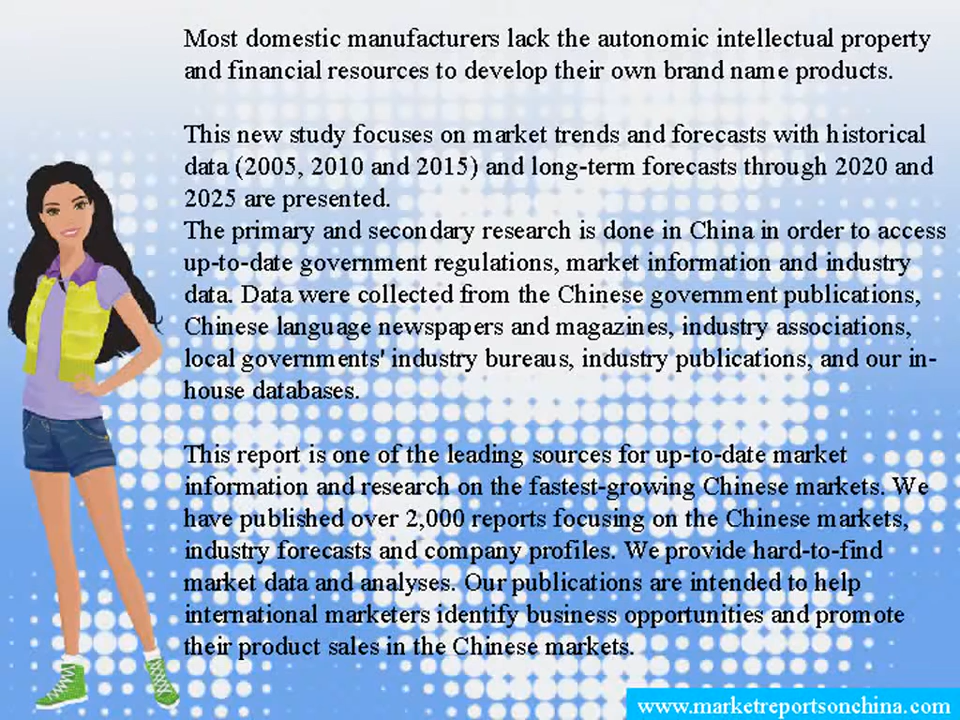 Most domestic manufacturers lack the autonomic intellectual property
and financial resources to develop their own brand name products.
This new study focuses on market trends and forecasts with historical
data (2005, 2010 and 2015) and long-term forecasts through 2020 and
2025 are presented.
The primary and secondary research is done in China in order to access
up-to-date government regulations, market information and industry
data. Data were collected from the Chinese government publications,
Chinese language newspapers and magazines, industry associations,
local governments' industry bureaus, industry publications, and our in-
house databases.
This report is one of the leading sources for up-to-date market
information and research on the fastest-growing Chinese markets. We
have published over 2,000 reports focusing on the Chinese markets,
industry forecasts and company profiles. We provide hard-to-find
market data and analyses. Our publications are intended to help
international marketers identify business opportunities and promote
their product sales in the Chinese markets.
www.marketreportsonchina.com